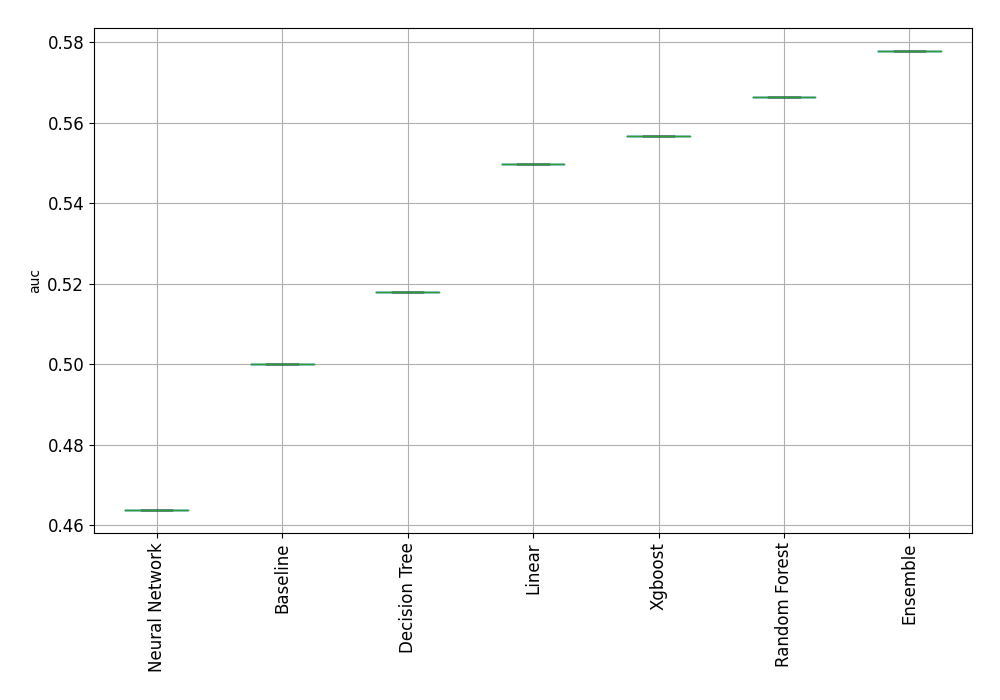 auc
0.58
0.56
0.54
0.52
0.50
0.48
0.46
Neural Network
Baseline
Decision Tree
Linear
Xgboost
Random Forest
Ensemble